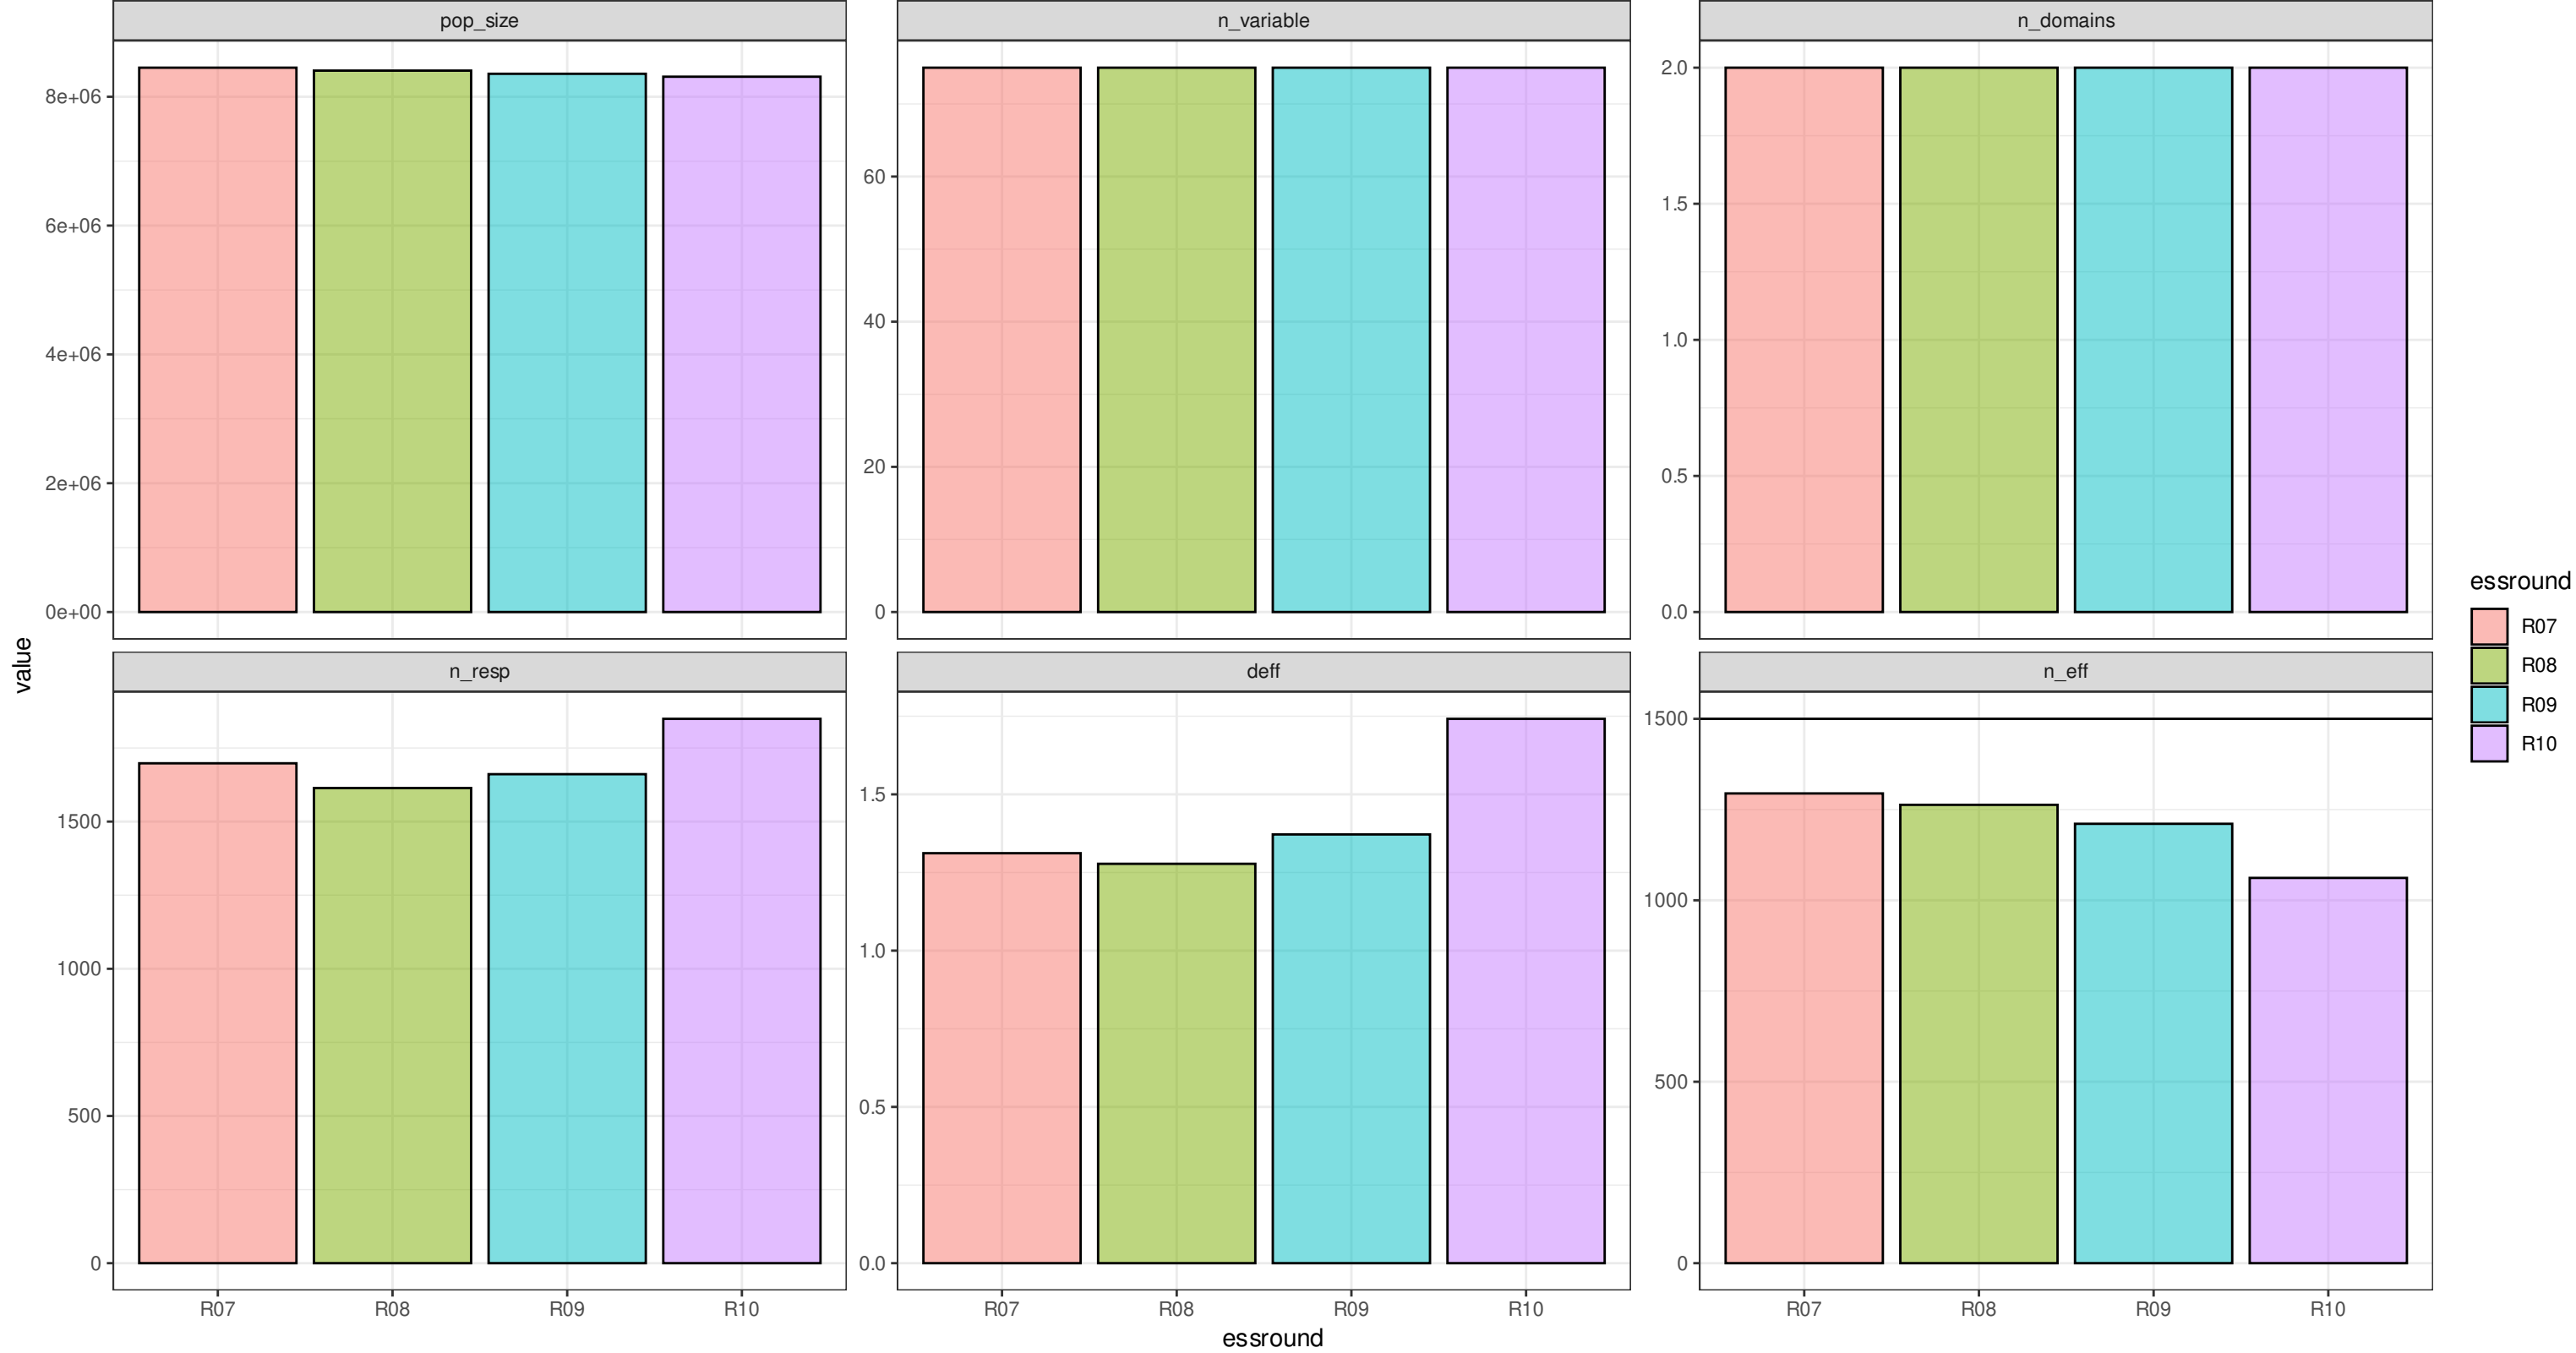 pop_size
n_variable
n_domains
8e+06
6e+06
4e+06
2e+06
0e+00
60
40
20
0
2.0
1.5
1.0
0.5
0.0
n_resp
deff
n_eff
1500
1000
500
0
1.5
1.0
0.5
0.0
1500
1000
500
0
R07 R08 R09 R10
R07 R08 R09 R10
R07 R08 R09 R10
essround
value
essround
R07
R08
R09
R10